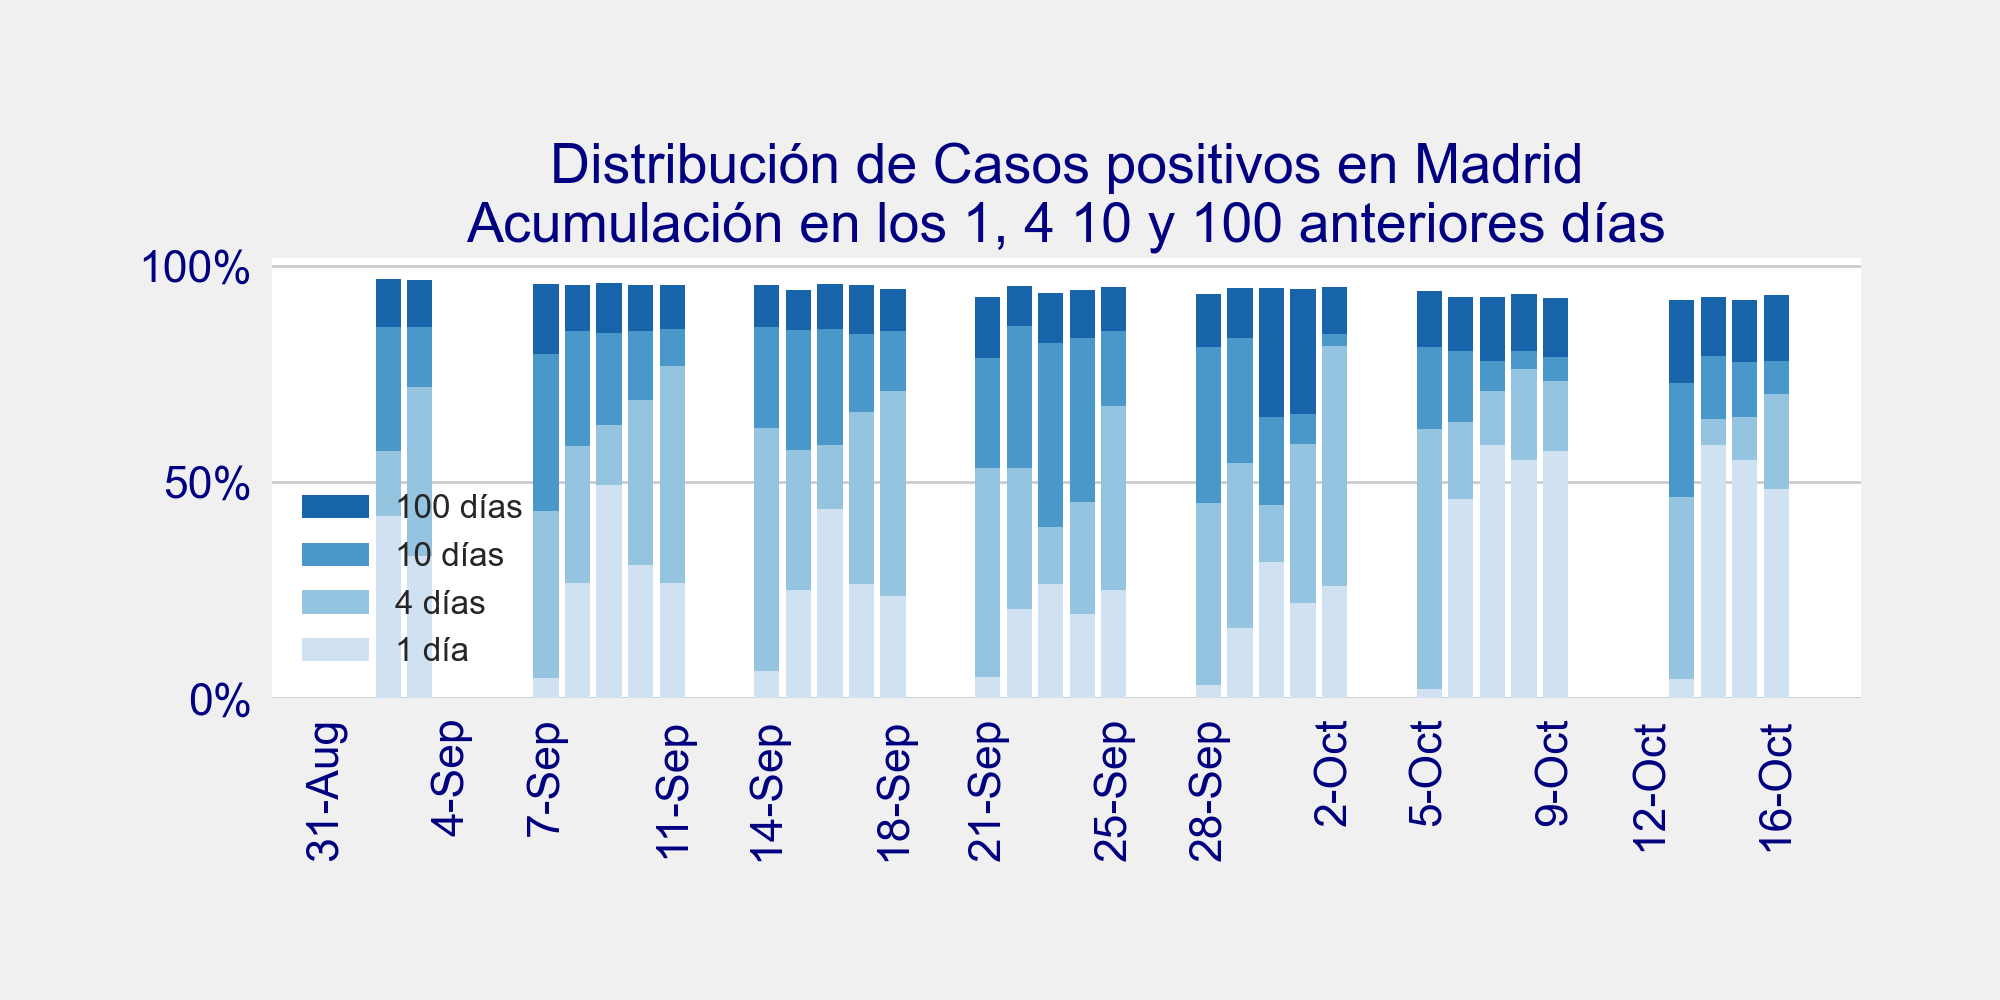 Distribución de Casos positivos en Madrid
Acumulación en los 1, 4 10 y 100 anteriores días
100%
50%
0%
100 días
10 días
4 días
1 día
31-Aug
4-Sep
7-Sep
11-Sep
14-Sep
18-Sep
21-Sep
25-Sep
28-Sep
2-Oct
5-Oct
9-Oct
12-Oct
16-Oct